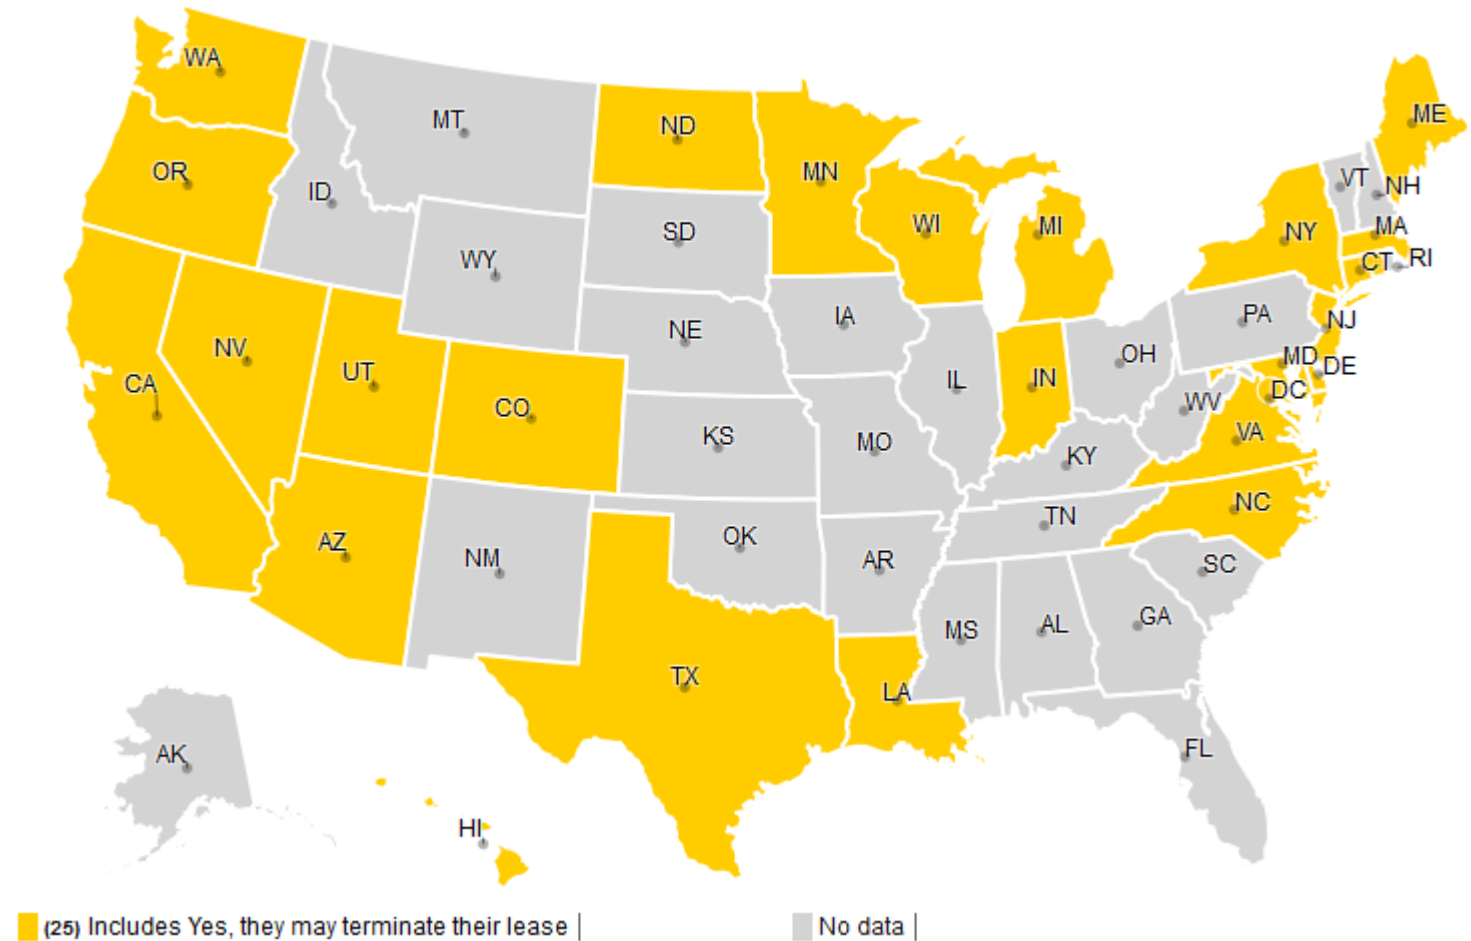 WA
MT
ND
ME
OR
ID
MN
VT
NH
WI
MI
NY
MA
SD
CT
RI
WY
IA
NE
PA
NJ
NV
UT
OH
MD
DE
CA
CO
IL
IN
DC
WV
KS
MO
VA
KY
NC
AZ
NM
OK
AR
TN
SC
MS
AL
GA
TX
LA
AK
FL
HI
(25) Includes Yes, they may terminate their lease
No data